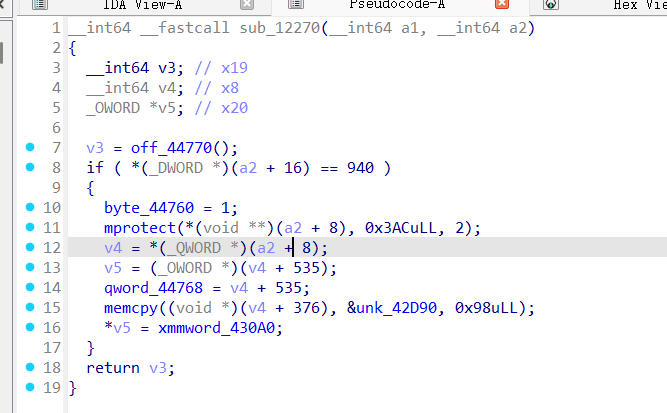 IDA View-A Pseudocode-A Hex Vie
1 __int64 __fastcall sub_12270(__int64 a1, __int64 a2)
2 {
3 __int64 v3; // x19
4 __int64 v4; // x8
5 _OWORD *v5; // x20
6
7 v3 = off_44770();
8 if ( *(_DWORD *)(a2 + 16) == 940 )
9 {
10 byte_44760 = 1;
11 mprotect(*(void **)(a2 + 8), 0x3ACuLL, 2);
12 v4 = *(_QWORD *)(a2 + 8);
13 v5 = (_OWORD *)(v4 + 535);
14 qword_44768 = v4 + 535;
15 memcpy((void *)(v4 + 376), &unk_42D90, 0x98uLL);
16 *v5 = xmmword_430A0;
17 }
18 return v3;
19 }